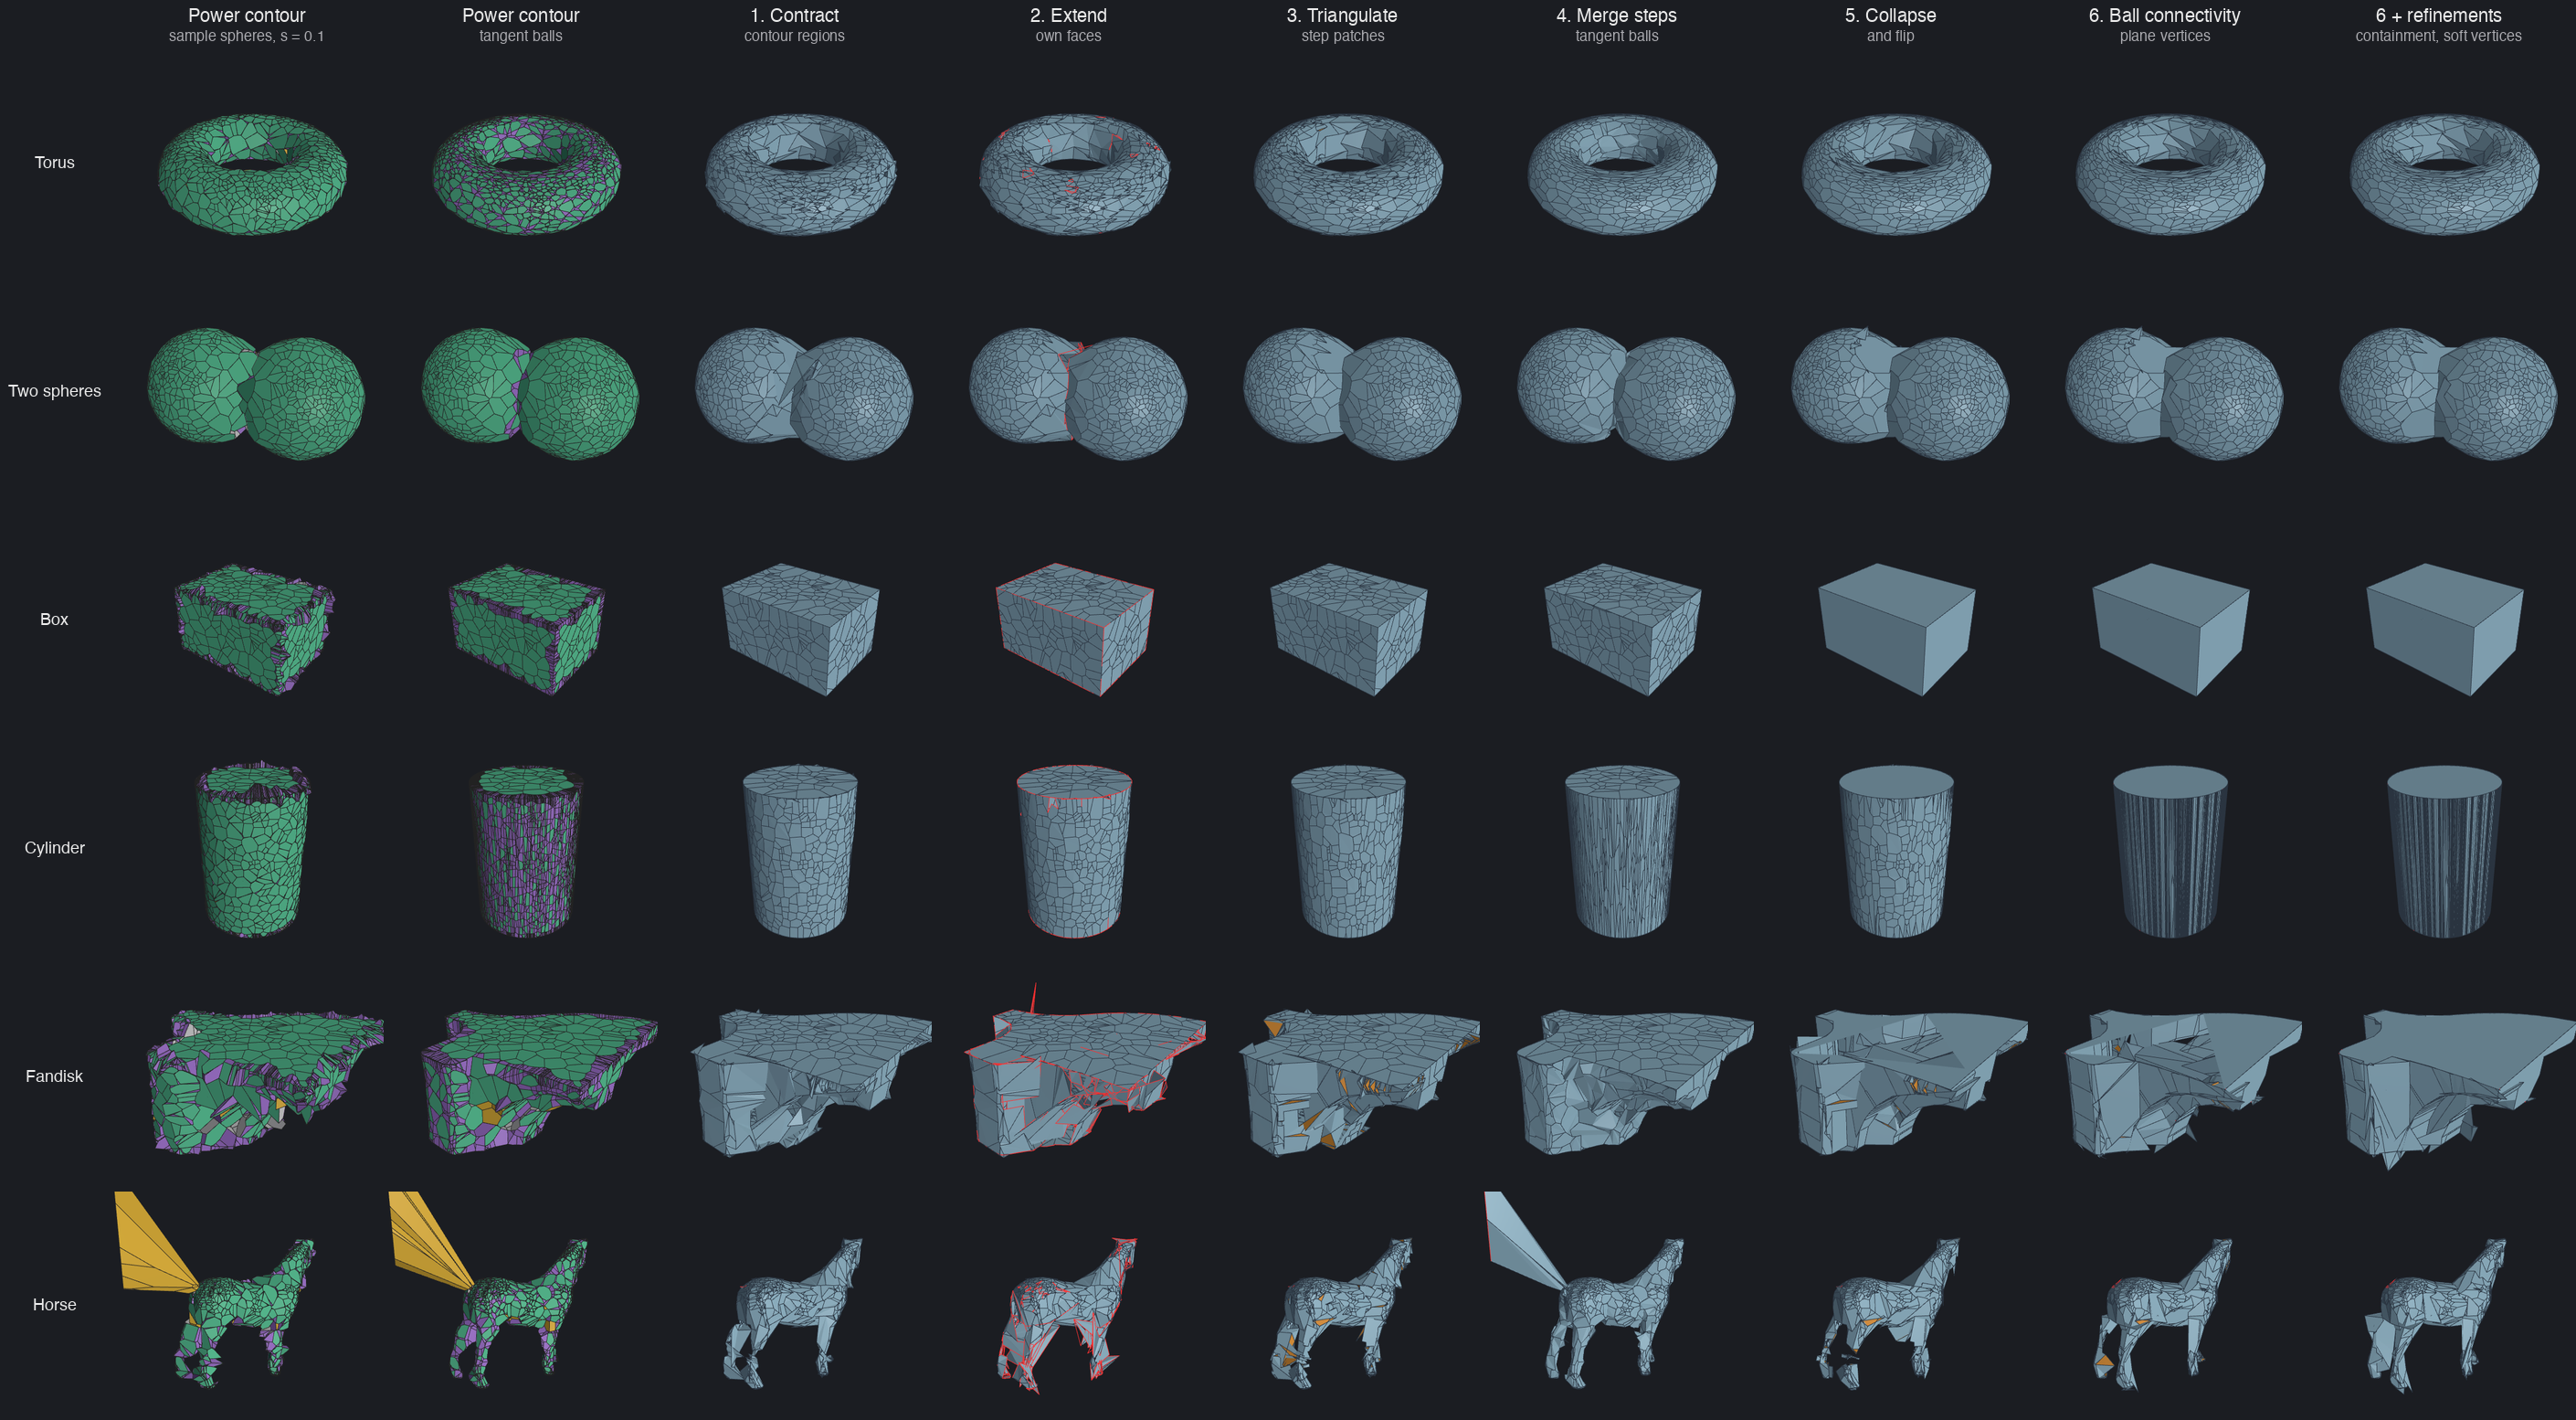 Power contour
sample spheres, s = 0.1
Power contour
tangent balls
1. Contract
contour regions
2. Extend
own faces
3. Triangulate
step patches
4. Merge steps
tangent balls
5. Collapse
and flip
6. Ball connectivity
plane vertices
6 + refinements
containment, soft vertices
Torus
Two spheres
Box
Cylinder
Fandisk
Horse